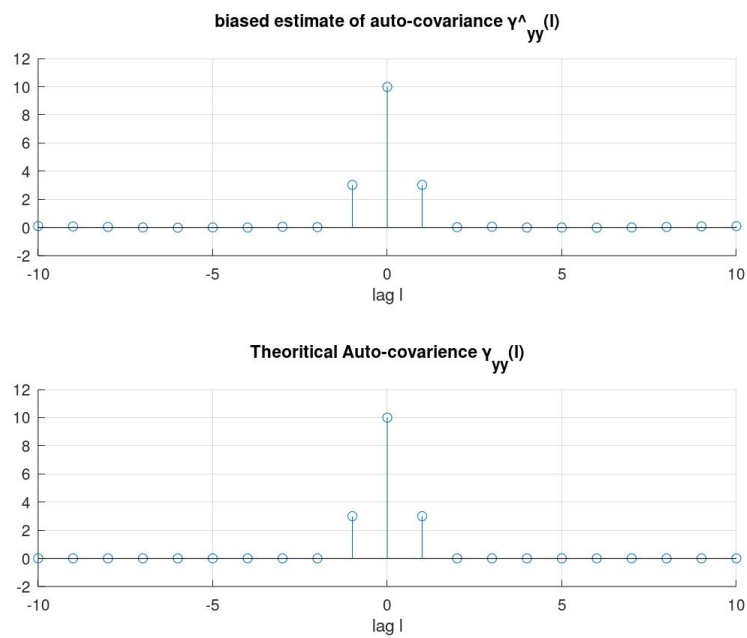 biased estimate of auto-covariance γ^yy(l)
12
10
8
6
4
2
0
-2
-10 -5 0 5 10
lag l
Theoritical Auto-covarience γyy(l)
12
10
8
6
4
2
0
-2
-10 -5 0 5 10
lag l